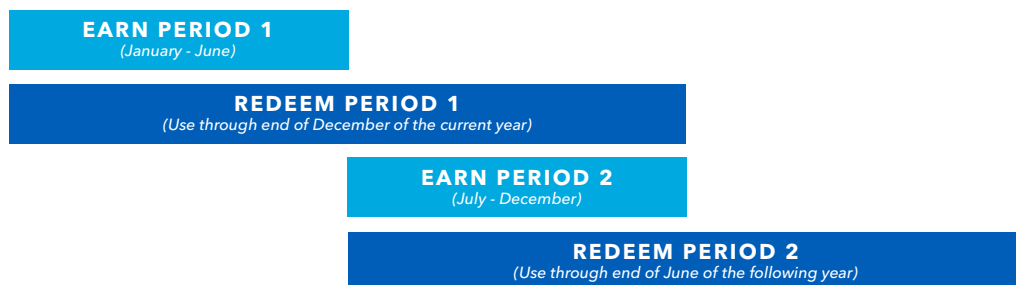 EARN PERIOD 1
(January - June)
REDEEM PERIOD 1
(Use through end of December of the current year)
EARN PERIOD 2
(July - December)
REDEEM PERIOD 2
(Use through end of June of the following year)